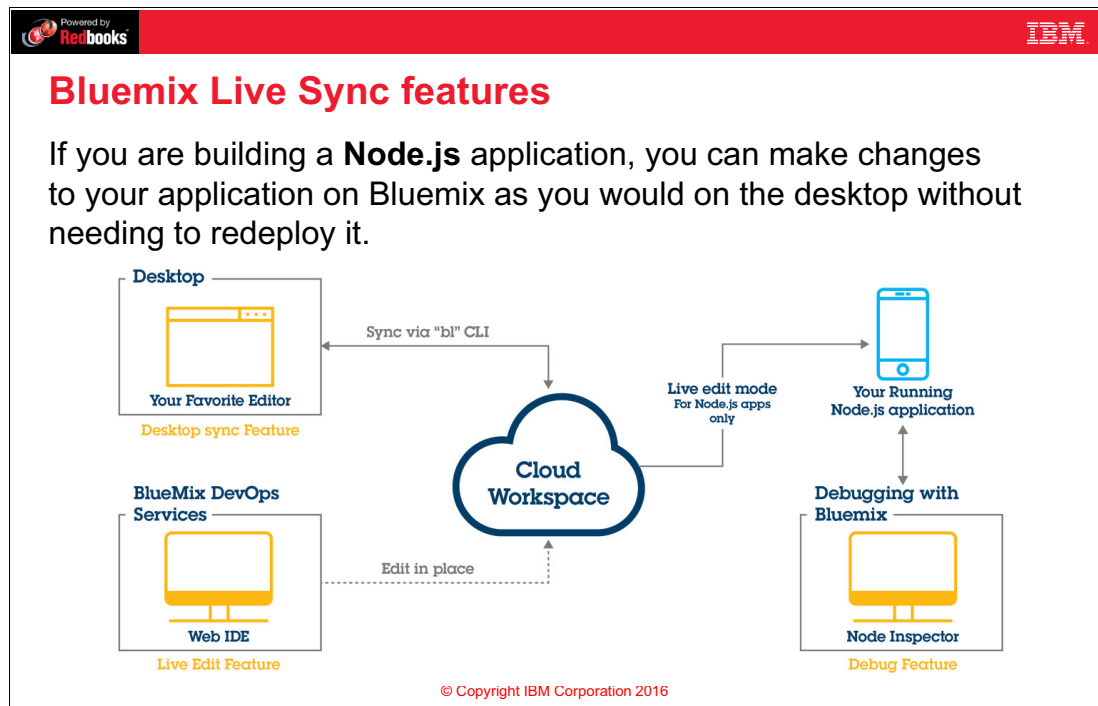 Powered by
Redbooks
IBM.
Bluemix Live Sync features
If you are building a Node.js application, you can make changes
to your application on Bluemix as you would on the desktop without
needing to redeploy it.
Desktop
Your Favorite Editor
Desktop sync Feature
Sync via “bl” CLI
BlueMix DevOps
Services
Web IDE
Live Edit Feature
Edit in place
Cloud
Workspace
Live edit mode
For Node.js apps
only
Your Running
Node.js application
Debugging with
Bluemix
Node Inspector
Debug Feature
© Copyright IBM Corporation 2016